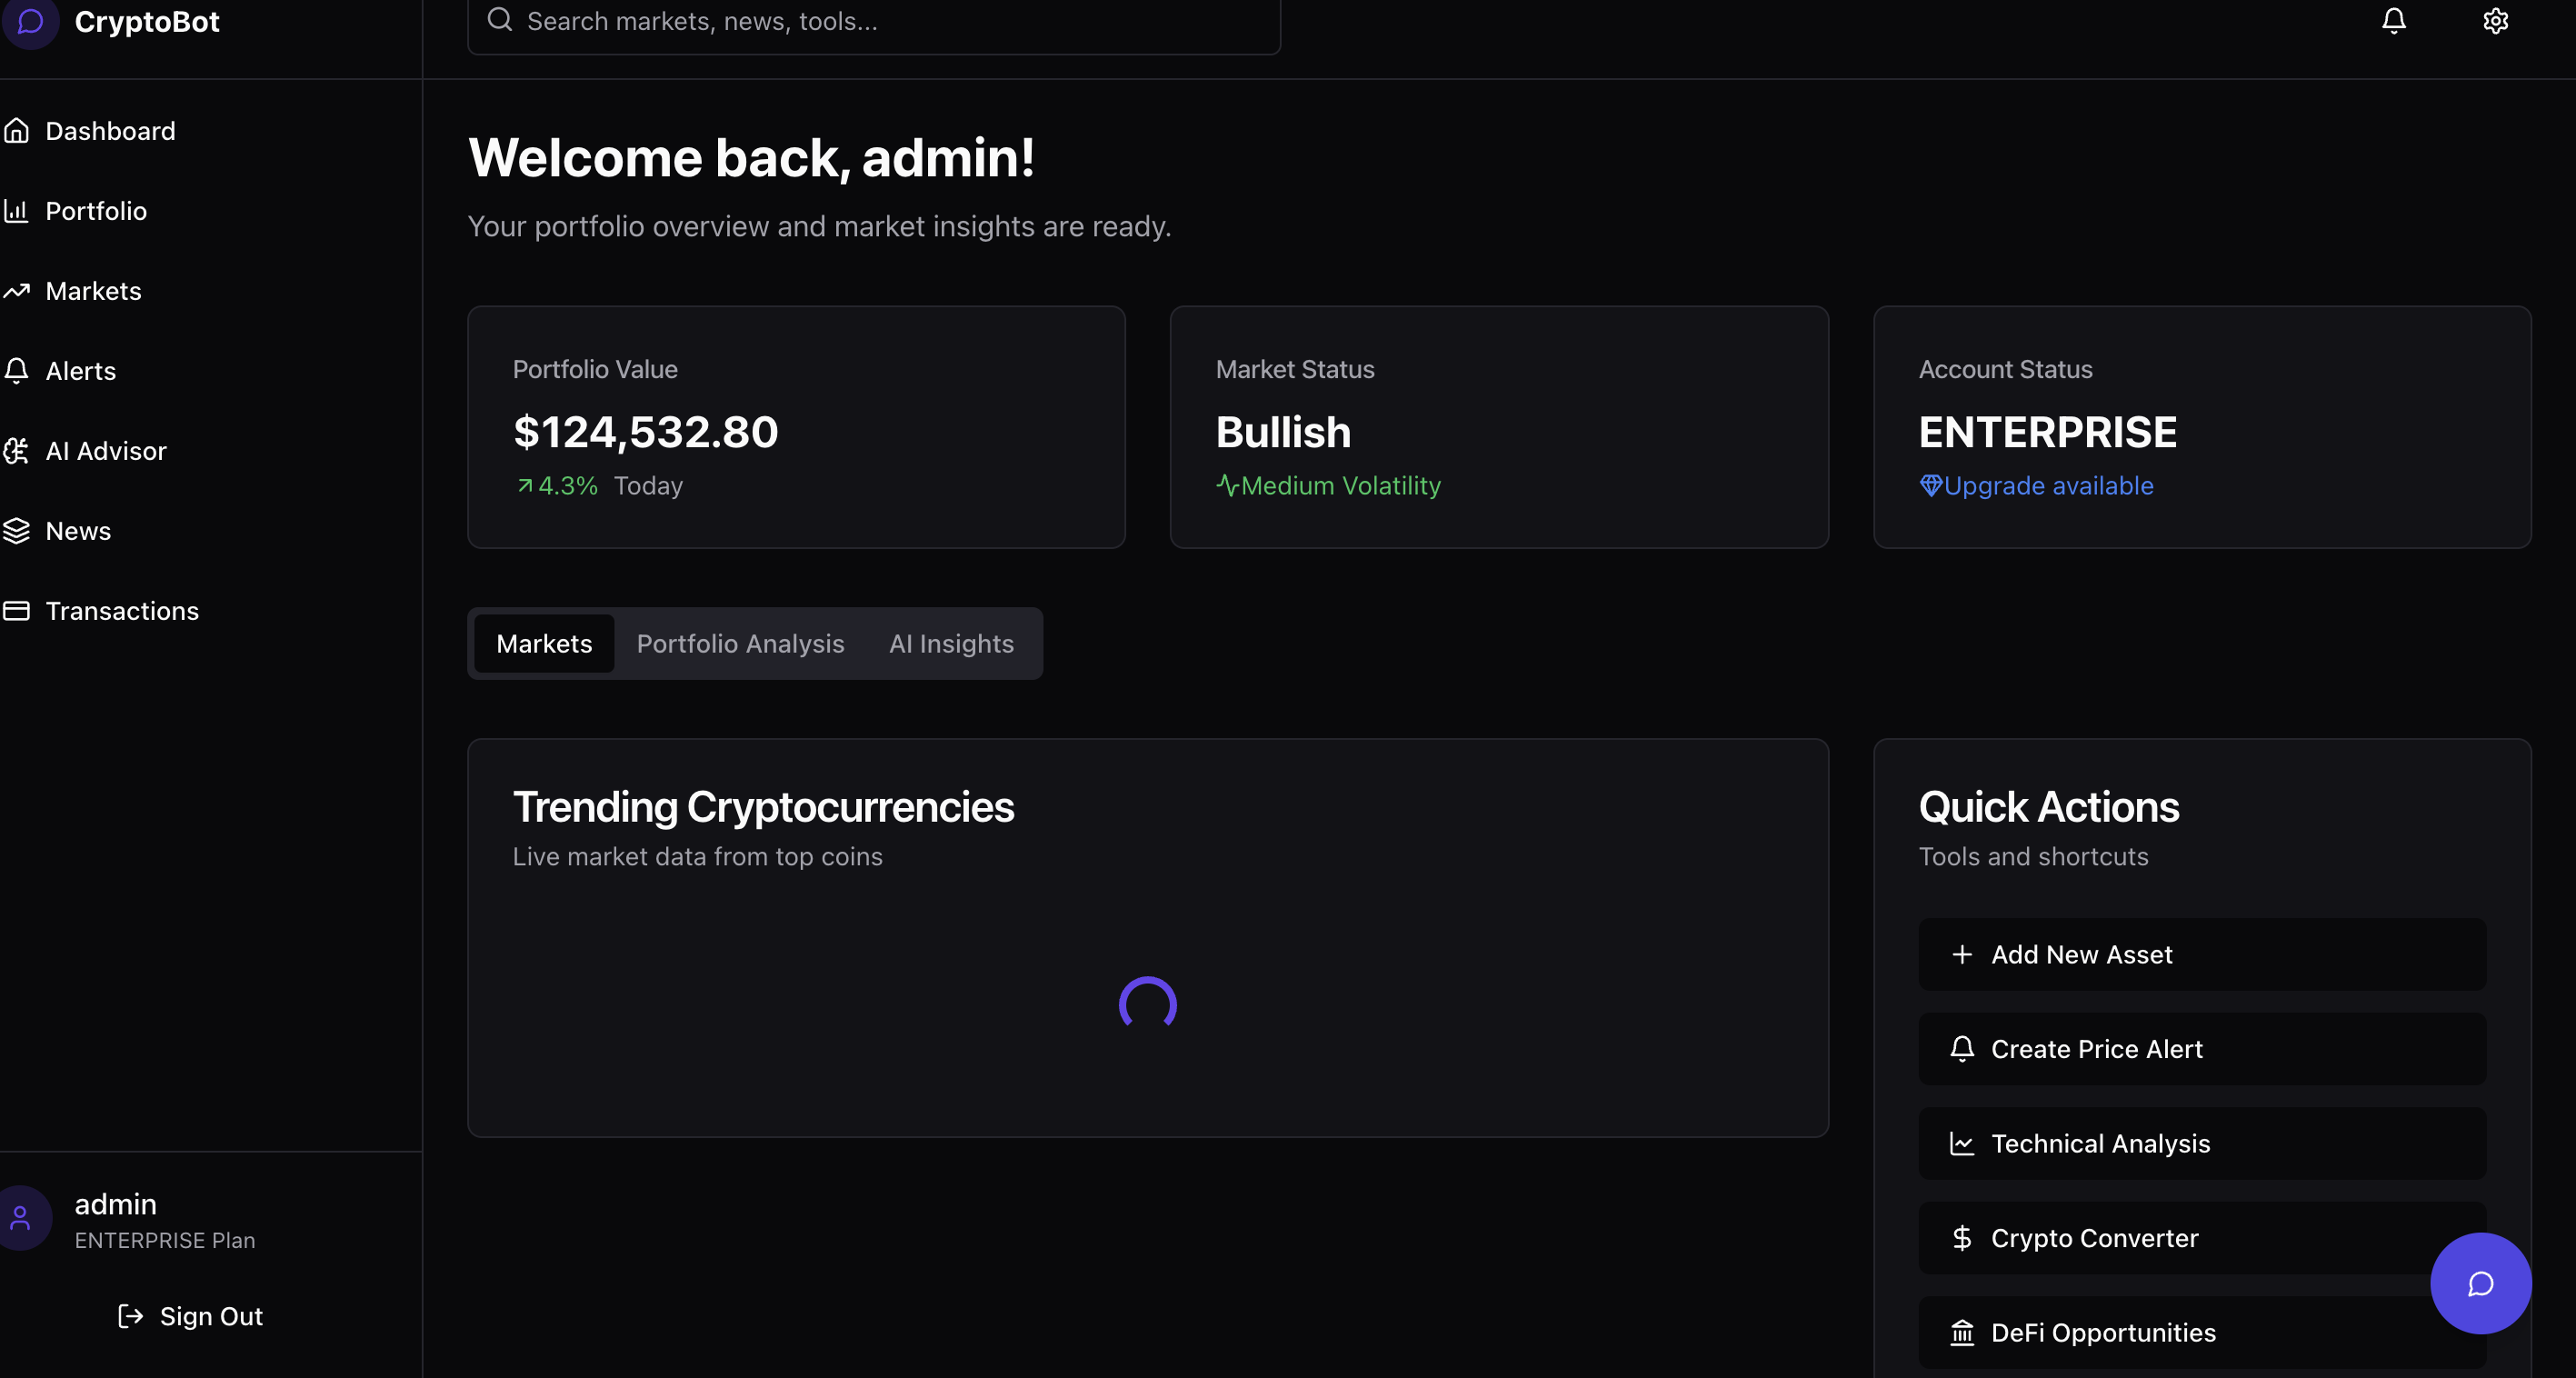 CryptoBot
Search markets, news, tools...
Dashboard
Portfolio
Markets
Alerts
AI Advisor
News
Transactions
admin
ENTERPRISE Plan
Sign Out
Welcome back, admin!
Your portfolio overview and market insights are ready.
Portfolio Value
$124,532.80
4.3% Today
Market Status
Bullish
Medium Volatility
Account Status
ENTERPRISE
Upgrade available
Markets Portfolio Analysis AI Insights
Trending Cryptocurrencies
Live market data from top coins
Quick Actions
Tools and shortcuts
Add New Asset
Create Price Alert
Technical Analysis
Crypto Converter
DeFi Opportunities